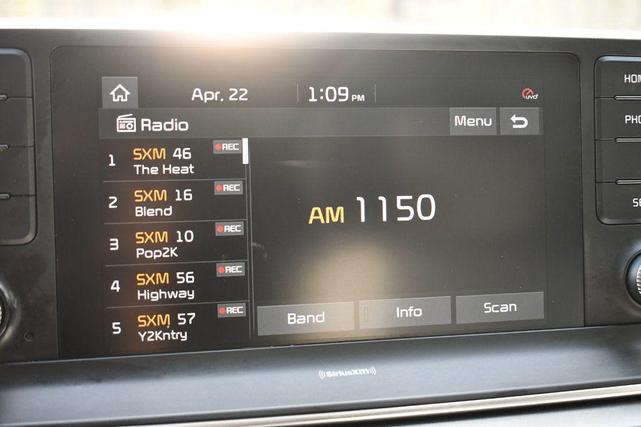 Apr. 22 1:09 PM UVO
Radio Menu
1 SXM 46 REC
The Heat
2 SXM 16 REC
Blend
3 SXM 10 REC
Pop2K
4 SXM 56 REC
Highway
5 SXM 57 REC
Y2Kntry
AM 1150
Band Info Scan
SiriusXM
HOM
PHO
SE